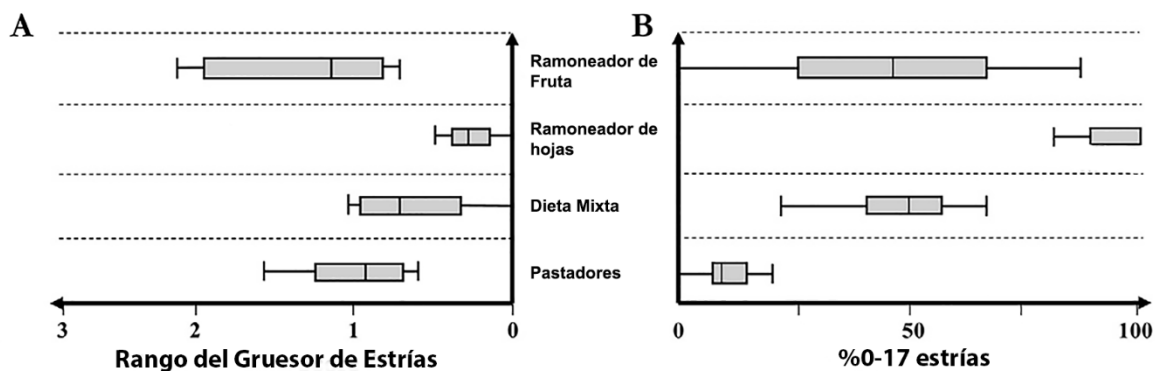 A
B
Ramoneador de
Fruta
Ramoneador de
hojas
Dieta Mixta
Pastadores
3 2 1 0
0 50 100
Rango del Gruesor de Estrías
%0-17 estrías